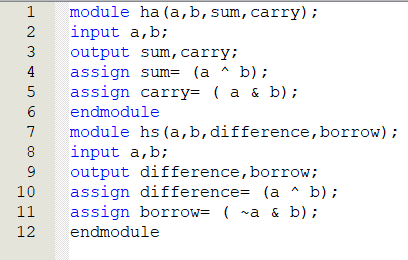 1 module ha(a,b,sum,carry);
2 input a,b;
3 output sum,carry;
4 assign sum= (a ^ b);
5 assign carry= ( a & b);
6 endmodule
7 module hs(a,b,difference,borrow);
8 input a,b;
9 output difference,borrow;
10 assign difference= (a ^ b);
11 assign borrow= ( ~a & b);
12 endmodule